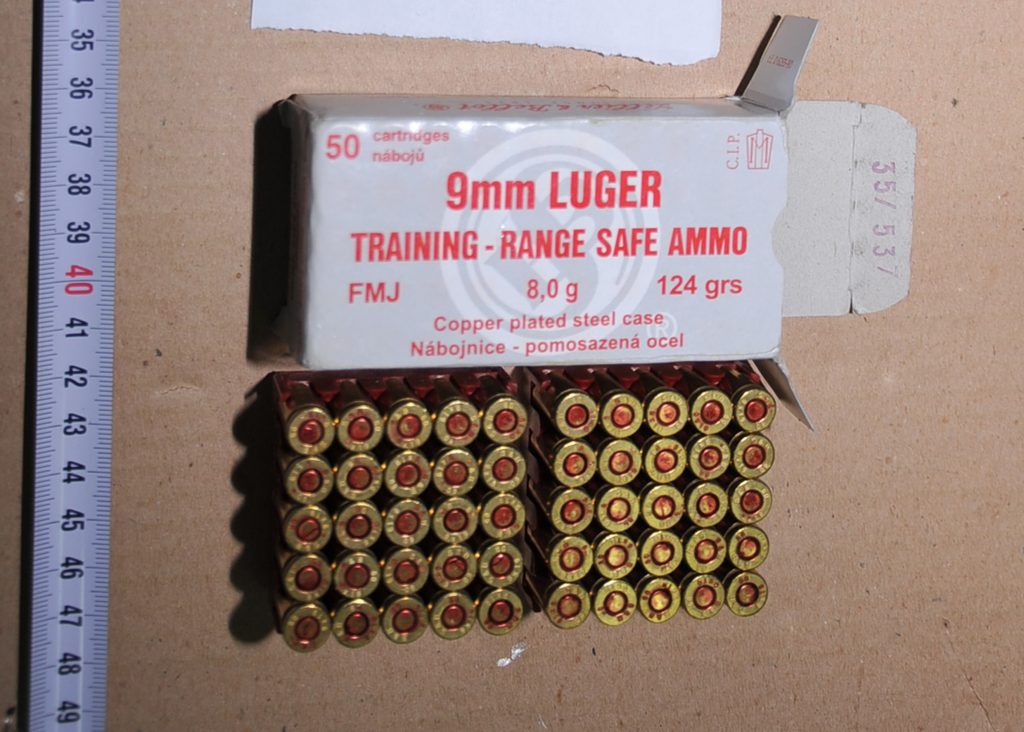 35
36
37
38
39
40
41
42
43
44
45
46
47
48
49
Sellier & Bellot ®
50 cartridges
nábojů
C.I.P.
9mm LUGER
TRAINING - RANGE SAFE AMMO
FMJ 8,0 g 124 grs
Copper plated steel case
Nábojnice - pomosazená ocel
®
35/537